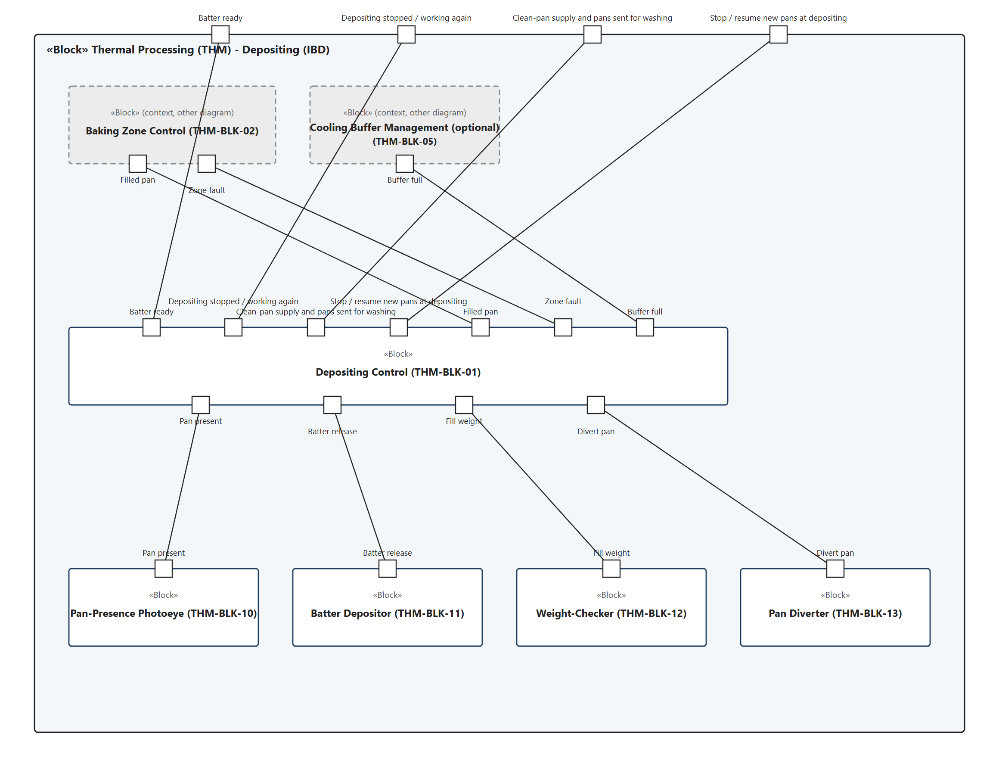 Batter ready
Depositing stopped / working again
Clean-pan supply and pans sent for washing
Stop / resume new pans at depositing
«Block» Thermal Processing (THM) - Depositing (IBD)
«Block» (context, other diagram)
Baking Zone Control (THM-BLK-02)
«Block» (context, other diagram)
Cooling Buffer Management (optional)
(THM-BLK-05)
Filled pan
Zone fault
Buffer full
Depositing stopped / working again
Stop / resume new pans at depositing
Zone fault
Batter ready
Clean-pan supply and pans sent for washing
Filled pan
Buffer full
«Block»
Depositing Control (THM-BLK-01)
Pan present
Batter release
Fill weight
Divert pan
Pan present
Batter release
Fill weight
Divert pan
«Block»
Pan-Presence Photoeye (THM-BLK-10)
«Block»
Batter Depositor (THM-BLK-11)
«Block»
Weight-Checker (THM-BLK-12)
«Block»
Pan Diverter (THM-BLK-13)